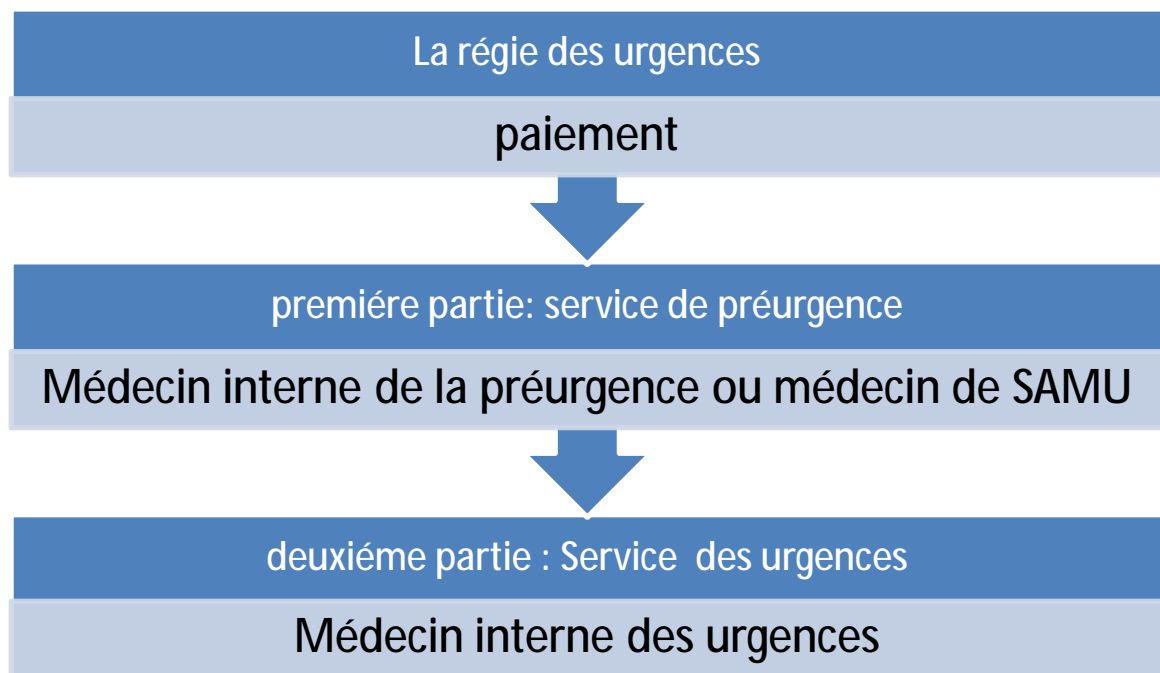 La régie des urgences
paiement
premiére partie: service de préurgence
Médecin interne de la préurgence ou médecin de SAMU
deuxiéme partie : Service des urgences
Médecin interne des urgences